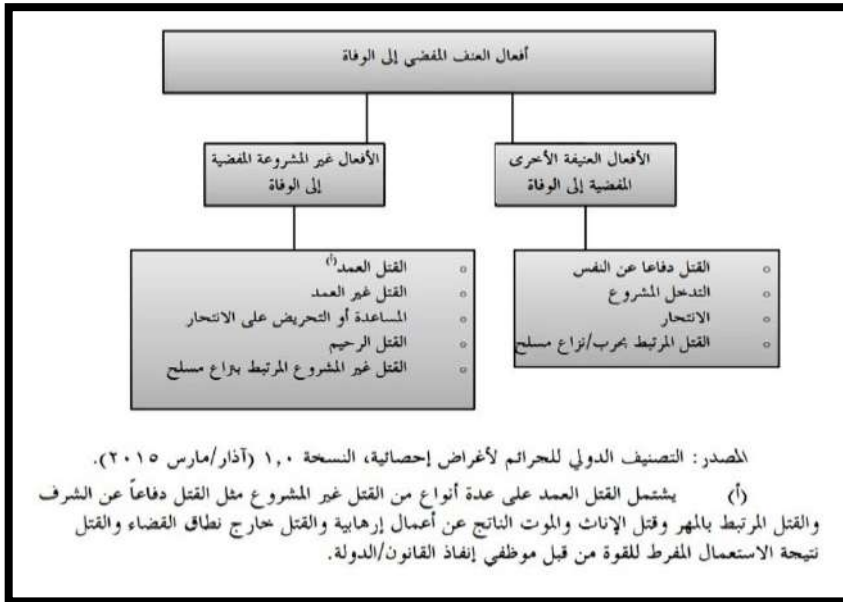 أفعال العنف المفضي إلى الوفاة
الأفعال العنيفة الأخرى
المفضية إلى الوفاة
القتل دفاعا عن النفس
التدخل المشروع
الانتحار
القتل المرتبط بحرب/نزاع مسلح
الأفعال غير المشروعة المفضية
إلى الوفاة
القتل العمد(أ)
القتل غير العمد
المساعدة أو التحريض على الانتحار
القتل الرحيم
القتل غير المشروع المرتبط بنزاع مسلح
المصدر: التصنيف الدولي للجرائم لأغراض إحصائية، النسخة ١,٠ (آذار/مارس ٢٠١٥).
(أ) يشتمل القتل العمد على عدة أنواع من القتل غير المشروع مثل القتل دفاعاً عن الشرف
والقتل المرتبط بالمهر وقتل الإناث والموت الناتج عن أعمال إرهابية والقتل خارج نطاق القضاء والقتل
نتيجة الاستعمال المفرط للقوة من قبل موظفي إنفاذ القانون/الدولة.